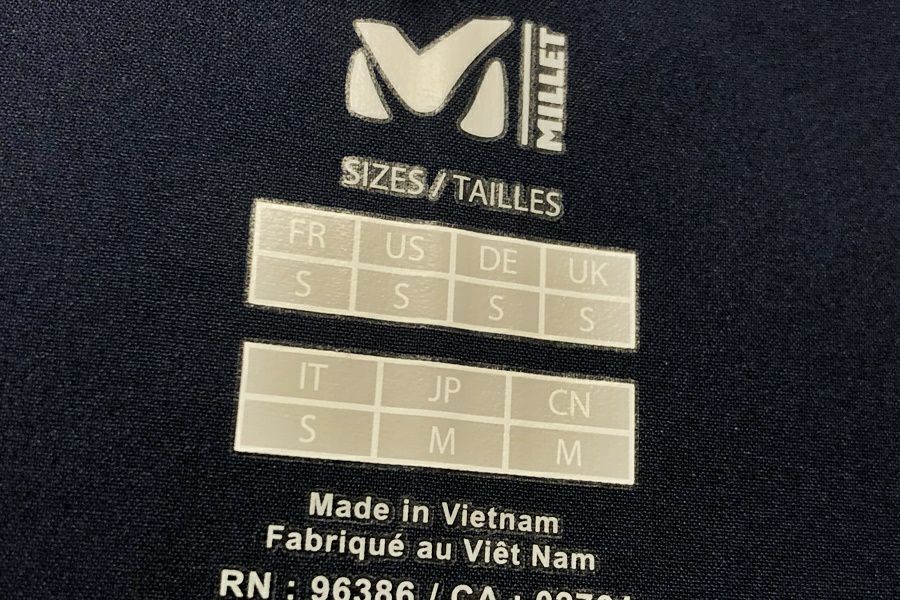 MILLET
SIZES / TAILLES
FR US DE UK
S S S S
IT JP CN
S M M
Made in Vietnam
Fabriqué au Viêt Nam
RN : 96386 / CA :